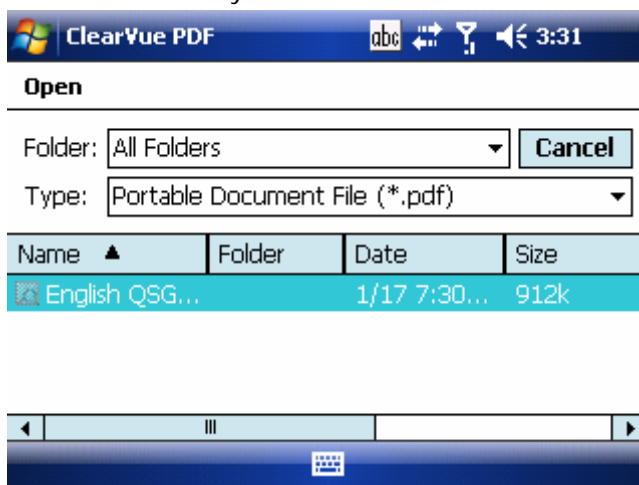 ClearVue PDF abc 3:31
Open
Folder: All Folders Cancel
Type: Portable Document File (*.pdf)
Name Folder Date Size
English QSG... 1/17 7:30... 912k